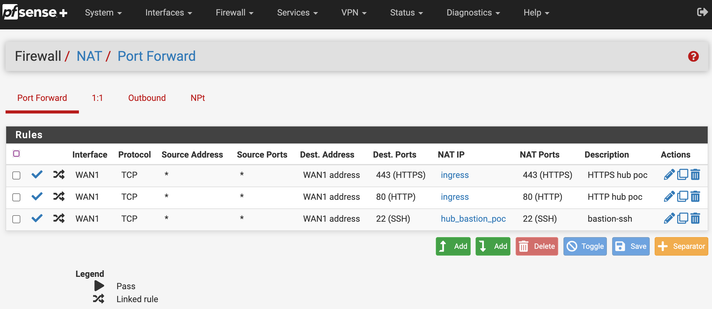 pfsense + System Interfaces Firewall Services VPN Status Diagnostics Help
Firewall / NAT / Port Forward
Port Forward 1:1 Outbound NPt
Rules
Interface Protocol Source Address Source Ports Dest. Address Dest. Ports NAT IP NAT Ports Description Actions
WAN1 TCP * * WAN1 address 443 (HTTPS) ingress 443 (HTTPS) HTTPS hub poc
WAN1 TCP * * WAN1 address 80 (HTTP) ingress 80 (HTTP) HTTP hub poc
WAN1 TCP * * WAN1 address 22 (SSH) hub_bastion_poc 22 (SSH) bastion-ssh
Add Add Delete Toggle Save Separator
Legend
Pass
Linked rule